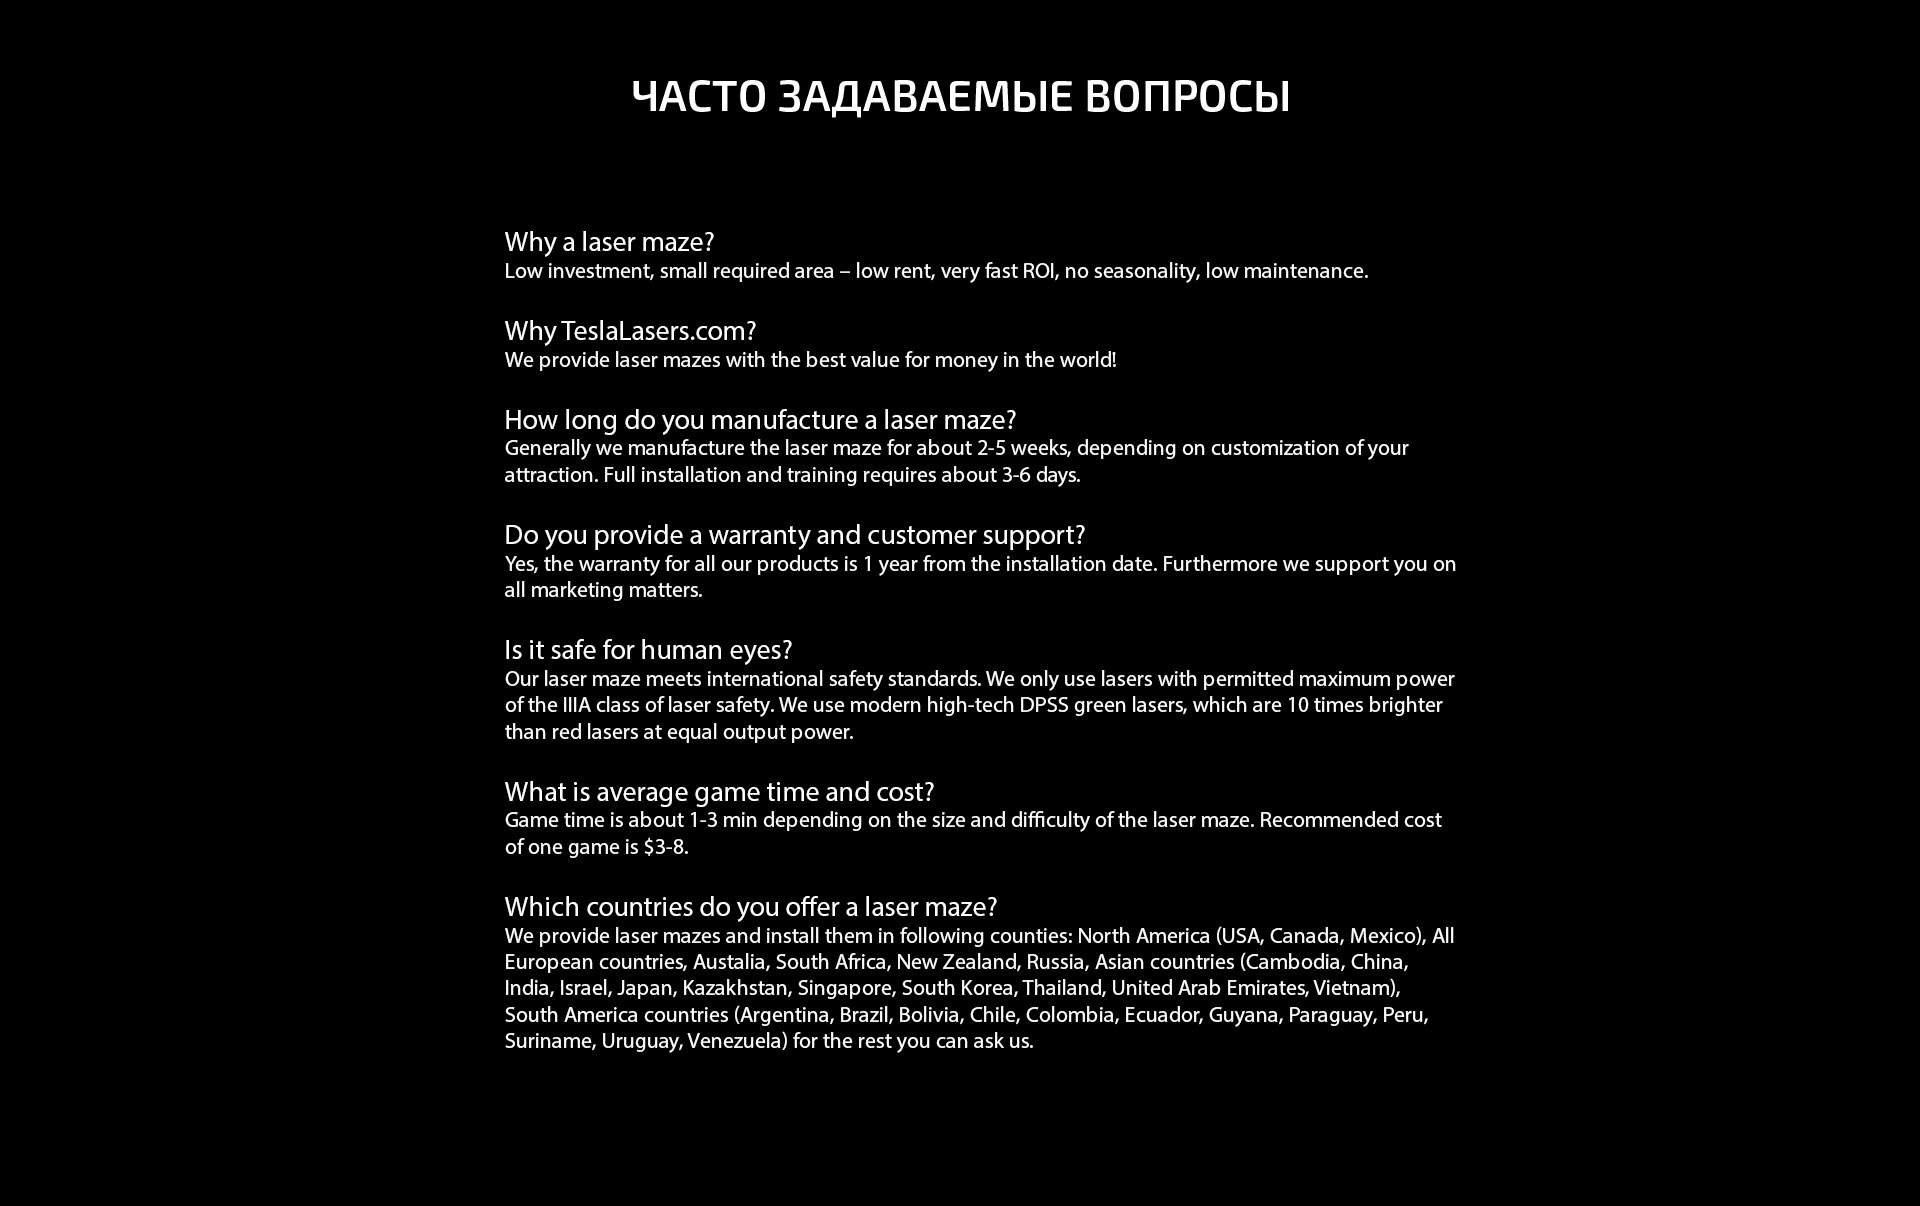 ЧАСТО ЗАДАВАЕМЫЕ ВОПРОСЫ
Why a laser maze?
Low investment, small required area – low rent, very fast ROI, no seasonality, low maintenance.
Why TeslaLasers.com?
We provide laser mazes with the best value for money in the world!
How long do you manufacture a laser maze?
Generally we manufacture the laser maze for about 2-5 weeks, depending on customization of your
attraction. Full installation and training requires about 3-6 days.
Do you provide a warranty and customer support?
Yes, the warranty for all our products is 1 year from the installation date. Furthermore we support you on
all marketing matters.
Is it safe for human eyes?
Our laser maze meets international safety standards. We only use lasers with permitted maximum power
of the IIIA class of laser safety. We use modern high-tech DPSS green lasers, which are 10 times brighter
than red lasers at equal output power.
What is average game time and cost?
Game time is about 1-3 min depending on the size and difficulty of the laser maze. Recommended cost
of one game is $3-8.
Which countries do you offer a laser maze?
We provide laser mazes and install them in following counties: North America (USA, Canada, Mexico), All
European countries, Austalia, South Africa, New Zealand, Russia, Asian countries (Cambodia, China,
India, Israel, Japan, Kazakhstan, Singapore, South Korea, Thailand, United Arab Emirates, Vietnam),
South America countries (Argentina, Brazil, Bolivia, Chile, Colombia, Ecuador, Guyana, Paraguay, Peru,
Suriname, Uruguay, Venezuela) for the rest you can ask us.